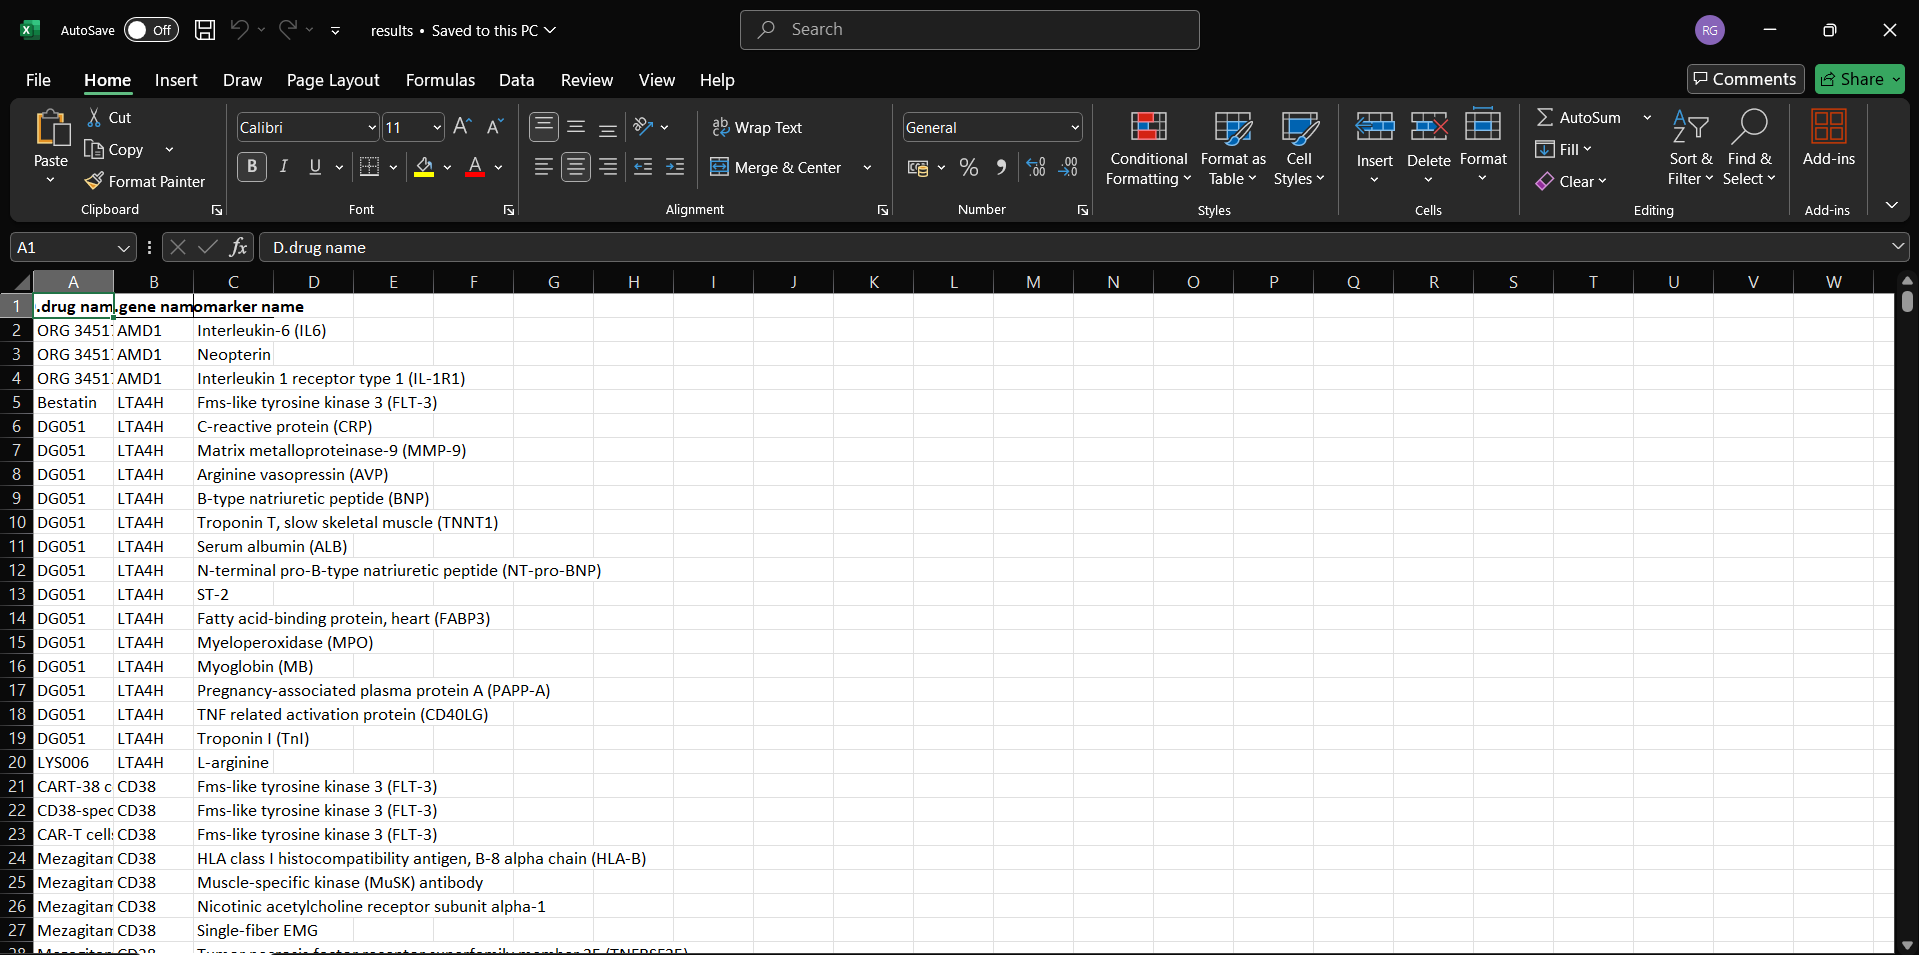 AutoSave Off results • Saved to this PC Search RG
File Home Insert Draw Page Layout Formulas Data Review View Help Comments Share
Paste Cut Copy Format Painter Clipboard
Calibri 11 B I U A Font
Wrap Text Merge & Center Alignment
General Number
Conditional Formatting Format as Table Cell Styles Styles
Insert Delete Format Cells
AutoSum Fill Clear Sort & Filter Find & Select Editing
Add-ins Add-ins
A1 fx D.drug name
A B C D E F G H I J K L M N O P Q R S T U V W
1 .drug nam .gene nam omarker name
2 ORG 3451 AMD1 Interleukin-6 (IL6)
3 ORG 3451 AMD1 Neopterin
4 ORG 3451 AMD1 Interleukin 1 receptor type 1 (IL-1R1)
5 Bestatin LTA4H Fms-like tyrosine kinase 3 (FLT-3)
6 DG051 LTA4H C-reactive protein (CRP)
7 DG051 LTA4H Matrix metalloproteinase-9 (MMP-9)
8 DG051 LTA4H Arginine vasopressin (AVP)
9 DG051 LTA4H B-type natriuretic peptide (BNP)
10 DG051 LTA4H Troponin T, slow skeletal muscle (TNNT1)
11 DG051 LTA4H Serum albumin (ALB)
12 DG051 LTA4H N-terminal pro-B-type natriuretic peptide (NT-pro-BNP)
13 DG051 LTA4H ST-2
14 DG051 LTA4H Fatty acid-binding protein, heart (FABP3)
15 DG051 LTA4H Myeloperoxidase (MPO)
16 DG051 LTA4H Myoglobin (MB)
17 DG051 LTA4H Pregnancy-associated plasma protein A (PAPP-A)
18 DG051 LTA4H TNF related activation protein (CD40LG)
19 DG051 LTA4H Troponin I (TnI)
20 LYS006 LTA4H L-arginine
21 CART-38 c CD38 Fms-like tyrosine kinase 3 (FLT-3)
22 CD38-spec CD38 Fms-like tyrosine kinase 3 (FLT-3)
23 CAR-T cell CD38 Fms-like tyrosine kinase 3 (FLT-3)
24 Mezagitam CD38 HLA class I histocompatibility antigen, B-8 alpha chain (HLA-B)
25 Mezagitam CD38 Muscle-specific kinase (MuSK) antibody
26 Mezagitam CD38 Nicotinic acetylcholine receptor subunit alpha-1
27 Mezagitam CD38 Single-fiber EMG